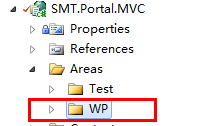 SMT.Portal.MVC
Properties
References
Areas
Test
WP